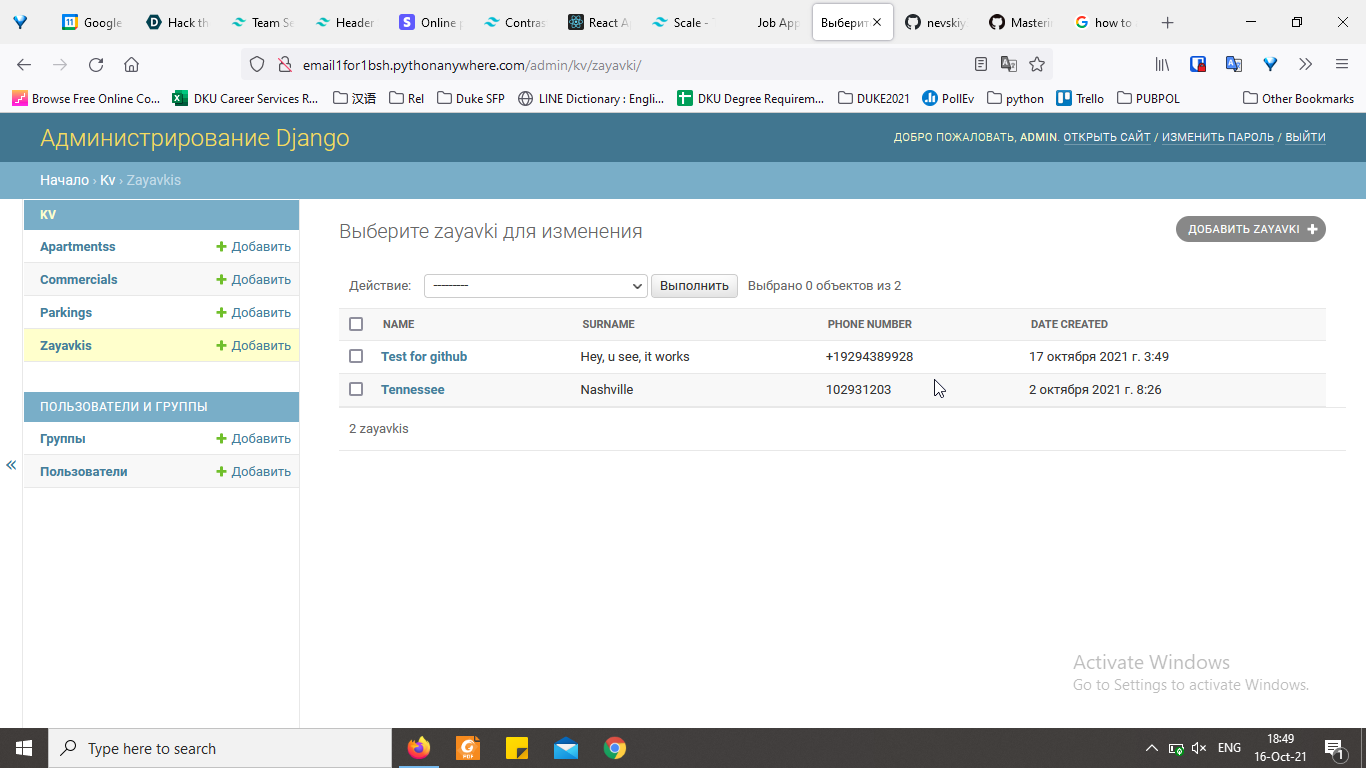 Google
Hack th
Team Se
Header
Online p
Contras
React A
Scale -
Job App
Выберит
nevskiy
Masteri
how to
email1for1bsh.pythonanywhere.com/admin/kv/zayavki/
Browse Free Online Co...
DKU Career Services R...
汉语
Rel
Duke SFP
LINE Dictionary : Engli...
DKU Degree Requirem...
DUKE2021
PollEv
python
Trello
PUBPOL
Other Bookmarks
Администрирование Django
ДОБРО ПОЖАЛОВАТЬ, ADMIN. ОТКРЫТЬ САЙТ / ИЗМЕНИТЬ ПАРОЛЬ / ВЫЙТИ
Начало › Kv › Zayavkis
KV
Apartmentss + Добавить
Commercials + Добавить
Parkings + Добавить
Zayavkis + Добавить
ПОЛЬЗОВАТЕЛИ И ГРУППЫ
Группы + Добавить
Пользователи + Добавить
«
Выберите zayavki для изменения
ДОБАВИТЬ ZAYAVKI +
Действие: --------- Выполнить Выбрано 0 объектов из 2
NAME SURNAME PHONE NUMBER DATE CREATED
Test for github Hey, u see, it works +19294389928 17 октября 2021 г. 3:49
Tennessee Nashville 102931203 2 октября 2021 г. 8:26
2 zayavkis
Activate Windows
Go to Settings to activate Windows.
Type here to search
ENG
18:49
16-Oct-21
1